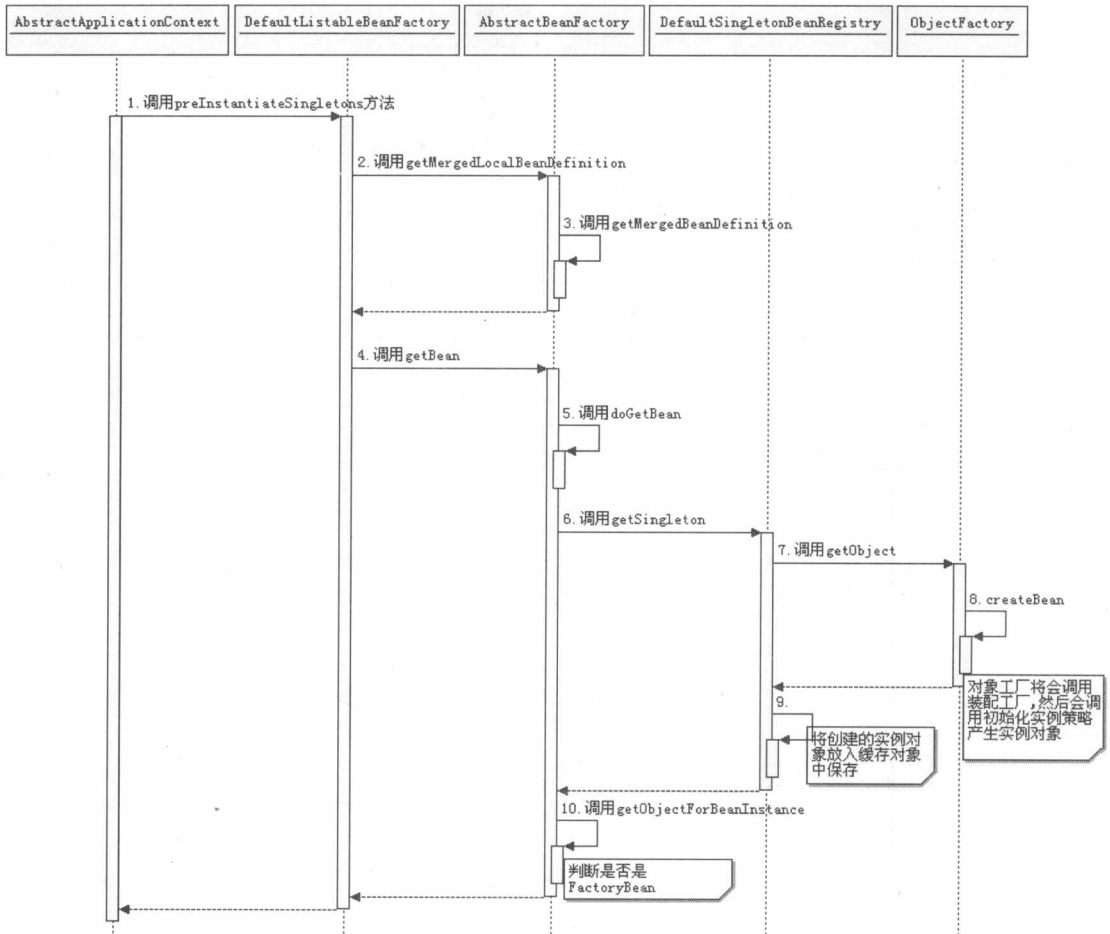 AbstractApplicationContext
DefaultListableBeanFactory
AbstractBeanFactory
DefaultSingletonBeanRegistry
ObjectFactory
1.调用preInstantiateSingletons方法
2.调用getMergedLocalBeanDefinition
3.调用getMergedBeanDefinition
4.调用getBean
5.调用doGetBean
6.调用getSingleton
7.调用getObject
8.createBean
对象工厂将会调用
装配工厂,然后会调
用初始化实例策略
产生实例对象
9.
将创建的实例对
象放入缓存对象
中保存
10.调用getObjectForBeanInstance
判断是否是
FactoryBean